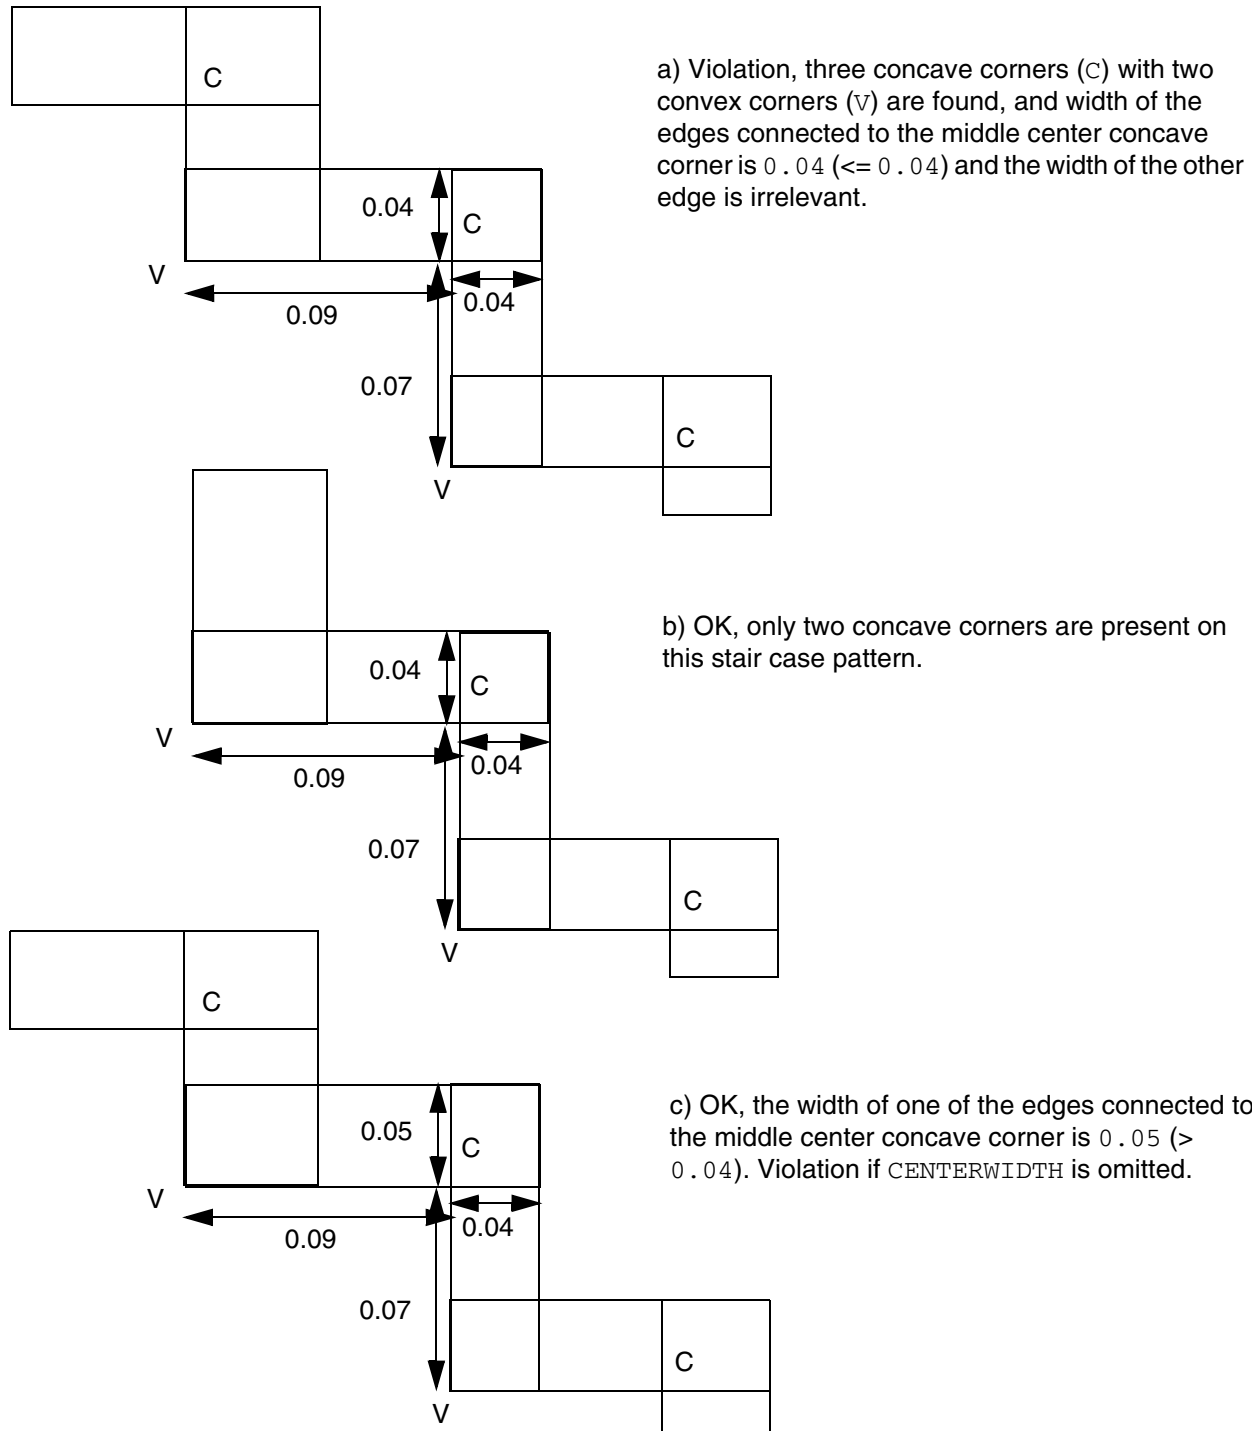 C
a) Violation, three concave corners (C) with two
convex corners (V) are found, and width of the
edges connected to the middle center concave
corner is 0.04 (<= 0.04) and the width of the other
edge is irrelevant.
0.04
C
V
0.09
0.04
0.07
C
V
b) OK, only two concave corners are present on
this stair case pattern.
0.04
C
V
0.09
0.04
0.07
C
V
C
c) OK, the width of one of the edges connected to
the middle center concave corner is 0.05 (>
0.04). Violation if CENTERWIDTH is omitted.
0.05
C
V
0.09
0.04
0.07
C
V